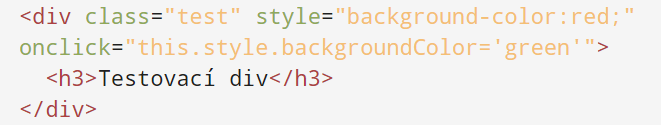 <div class="test" style="background-color:red;"
onclick="this.style.backgroundColor='green'">
  <h3>Testovací div</h3>
</div>